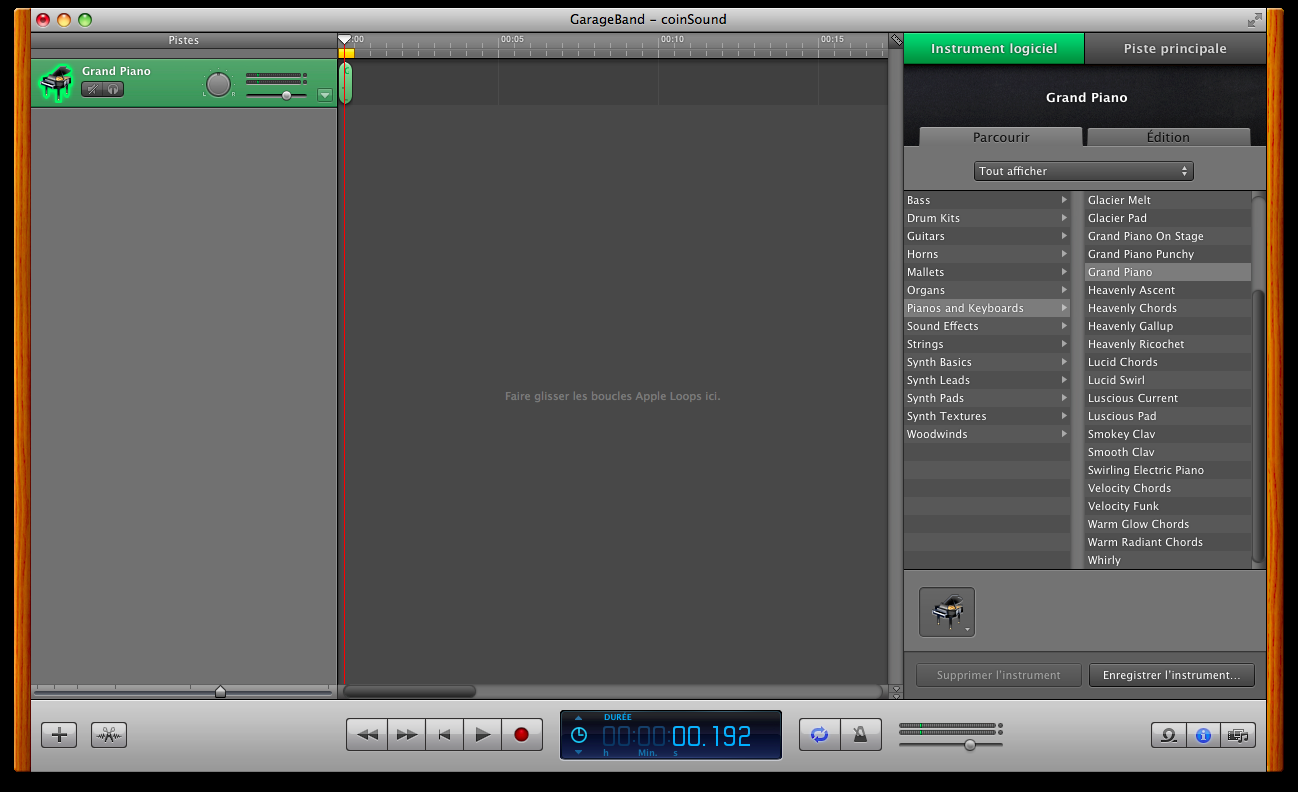 GarageBand – coinSound
Pistes
:00
00:05
00:10
00:15
Instrument logiciel
Piste principale
Grand Piano
L
R
Grand Piano
Parcourir
Édition
Tout afficher
Bass
Drum Kits
Guitars
Horns
Mallets
Organs
Pianos and Keyboards
Sound Effects
Strings
Synth Basics
Synth Leads
Synth Pads
Synth Textures
Woodwinds
Glacier Melt
Glacier Pad
Grand Piano On Stage
Grand Piano Punchy
Grand Piano
Heavenly Ascent
Heavenly Chords
Heavenly Gallup
Heavenly Ricochet
Lucid Chords
Lucid Swirl
Luscious Current
Luscious Pad
Smokey Clav
Smooth Clav
Swirling Electric Piano
Velocity Chords
Velocity Funk
Warm Glow Chords
Warm Radiant Chords
Whirly
Faire glisser les boucles Apple Loops ici.
Supprimer l'instrument
Enregistrer l'instrument...
DURÉE
00:00:00.192
h Min. s